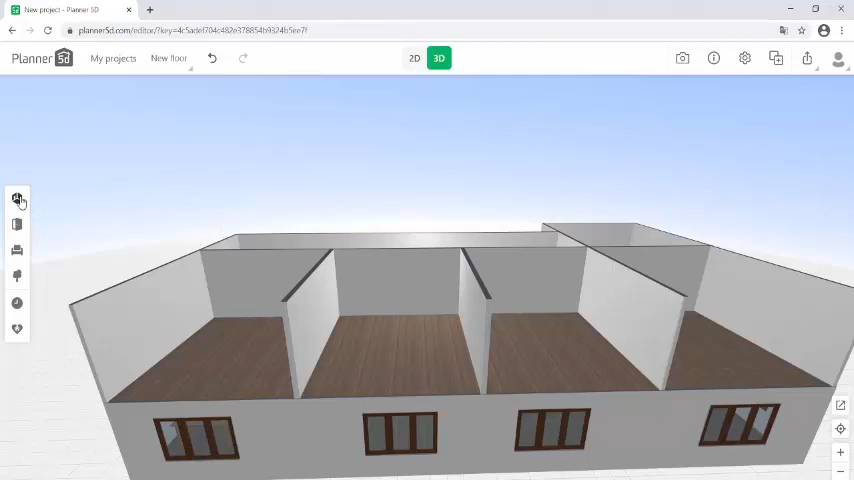 New project - Planner 5D
planner5d.com/editor/?key=4c5adef704c482e378854b9324b5ee7f
Planner 5d
My projects
New floor
2D
3D